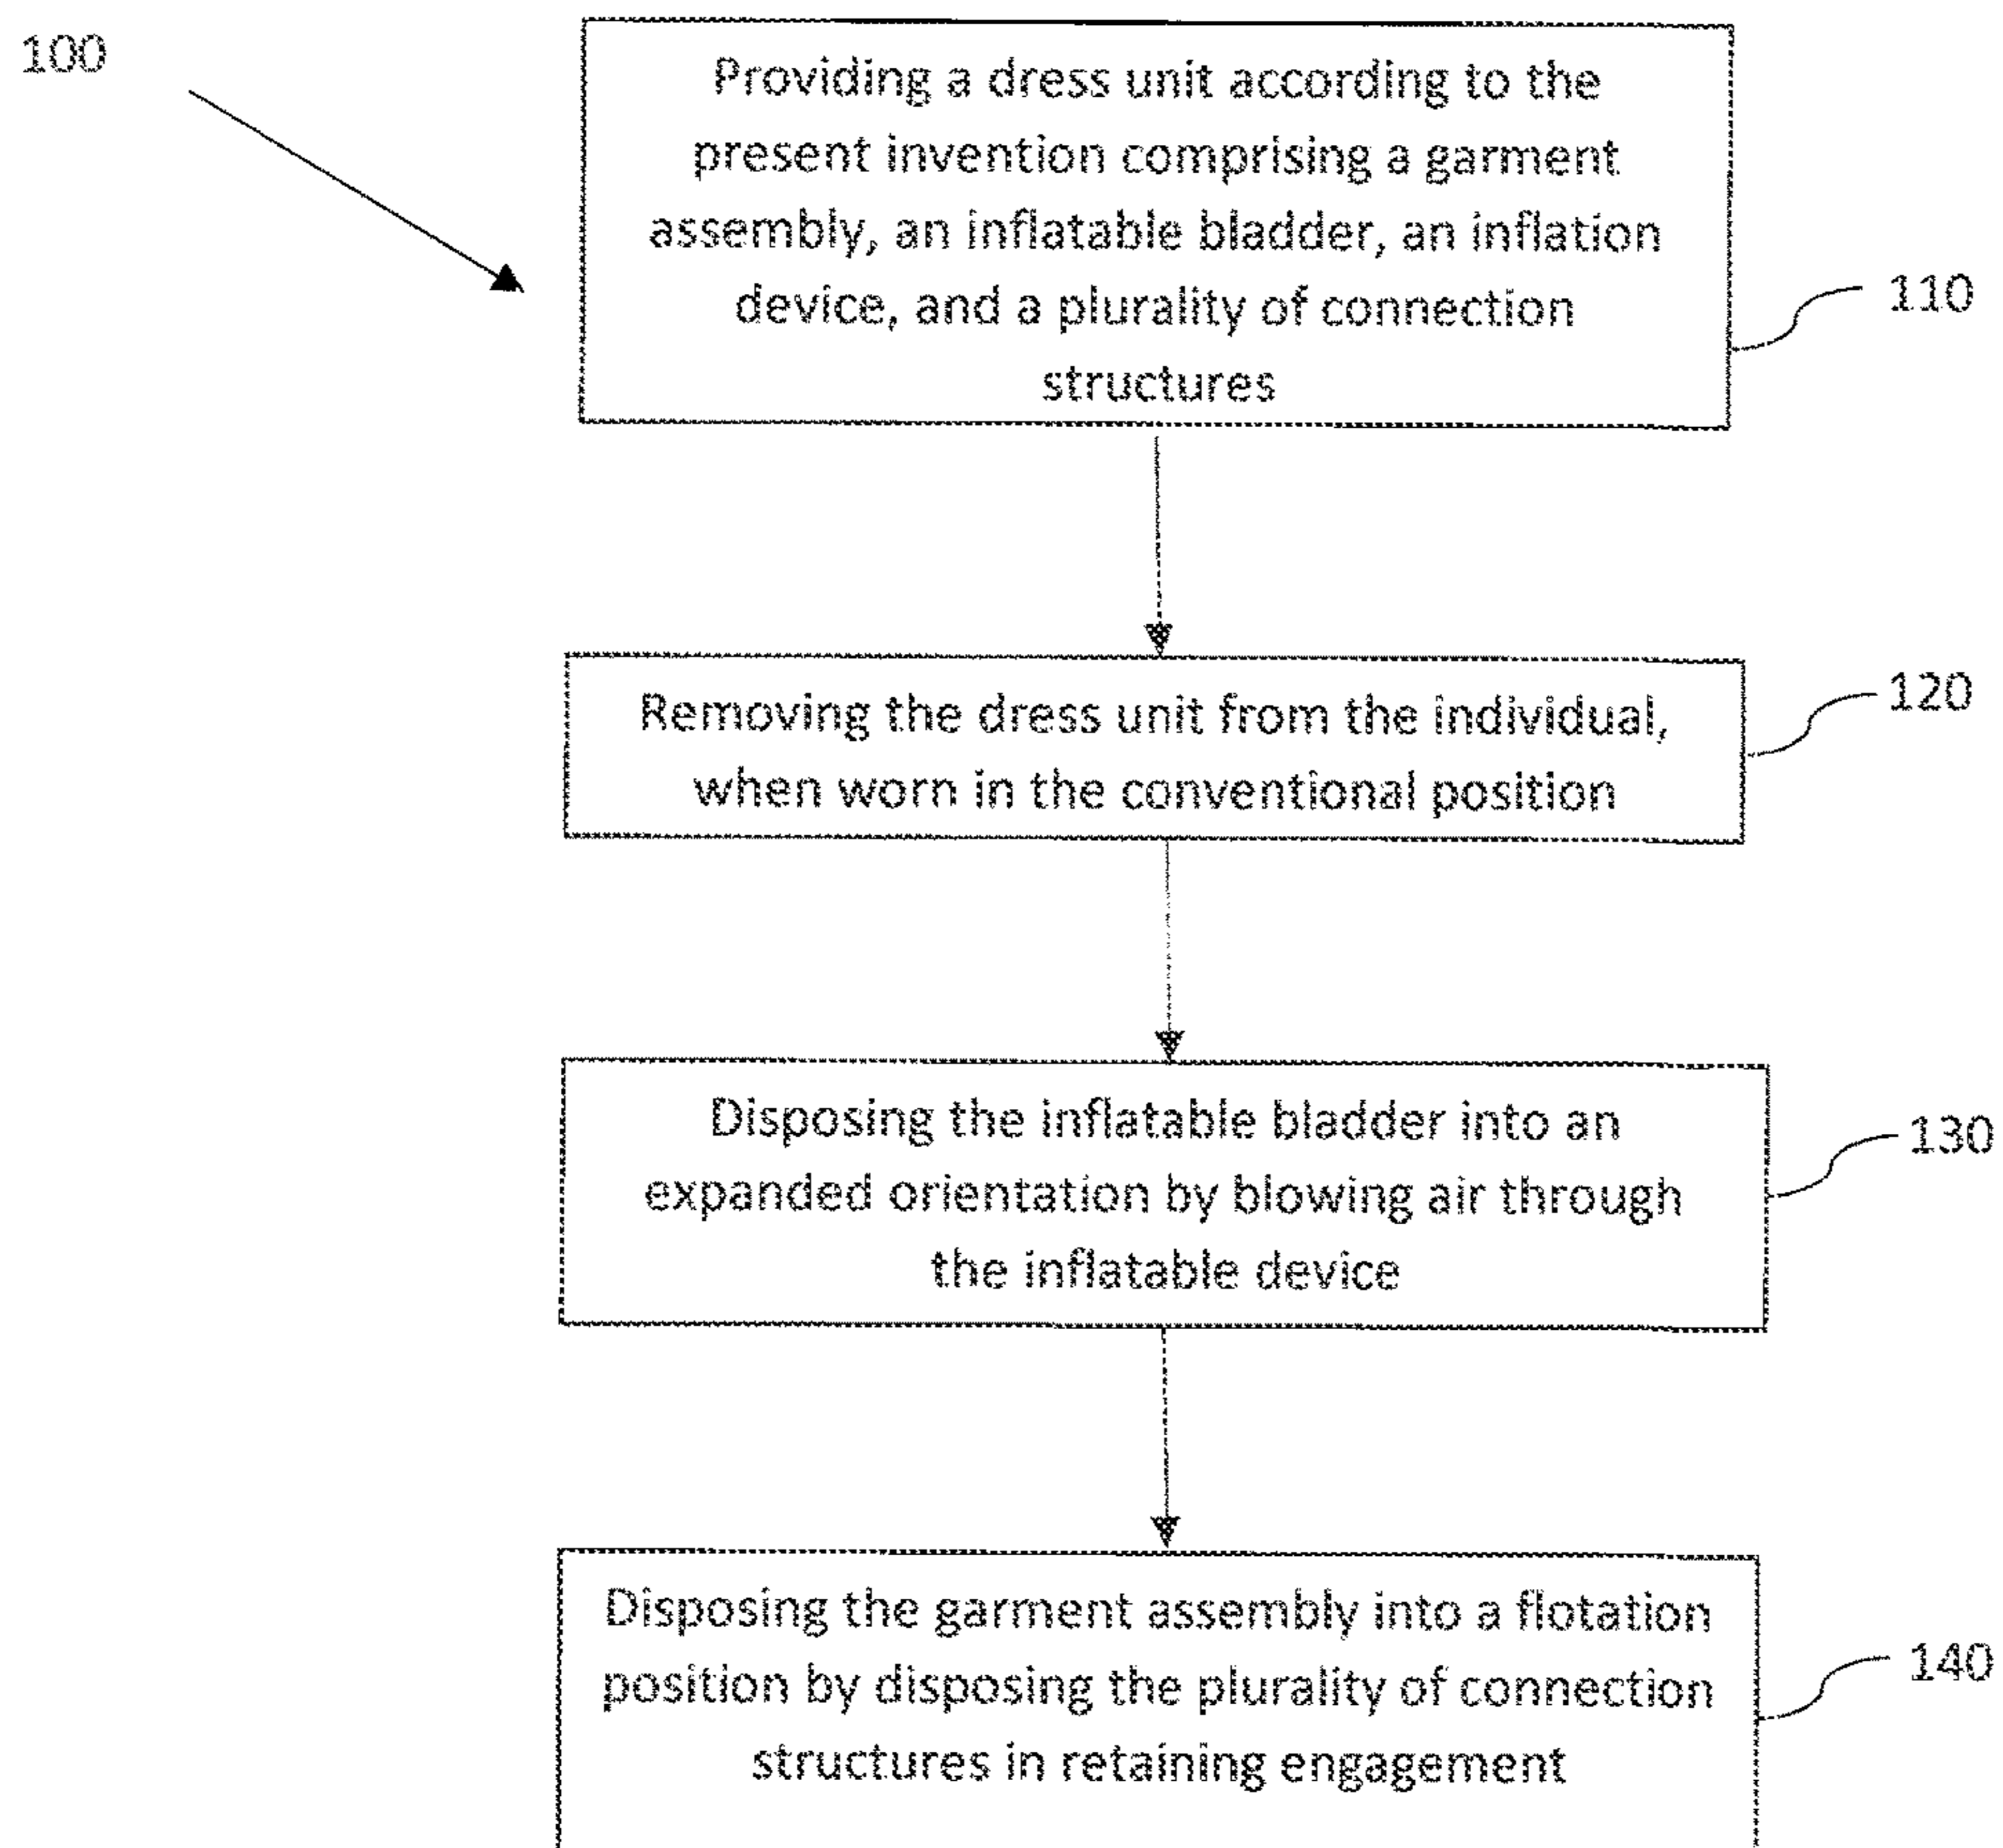 100
Providing a dress unit according to the
present invention comprising a garment
assembly, an inflatable bladder, an inflation
device, and a plurality of connection
structures
110
Removing the dress unit from the individual,
when worn in the conventional position
120
Disposing the inflatable bladder into an
expanded orientation by blowing air through
the inflatable device
130
Disposing the garment assembly into a flotation
position by disposing the plurality of connection
structures in retaining engagement
140